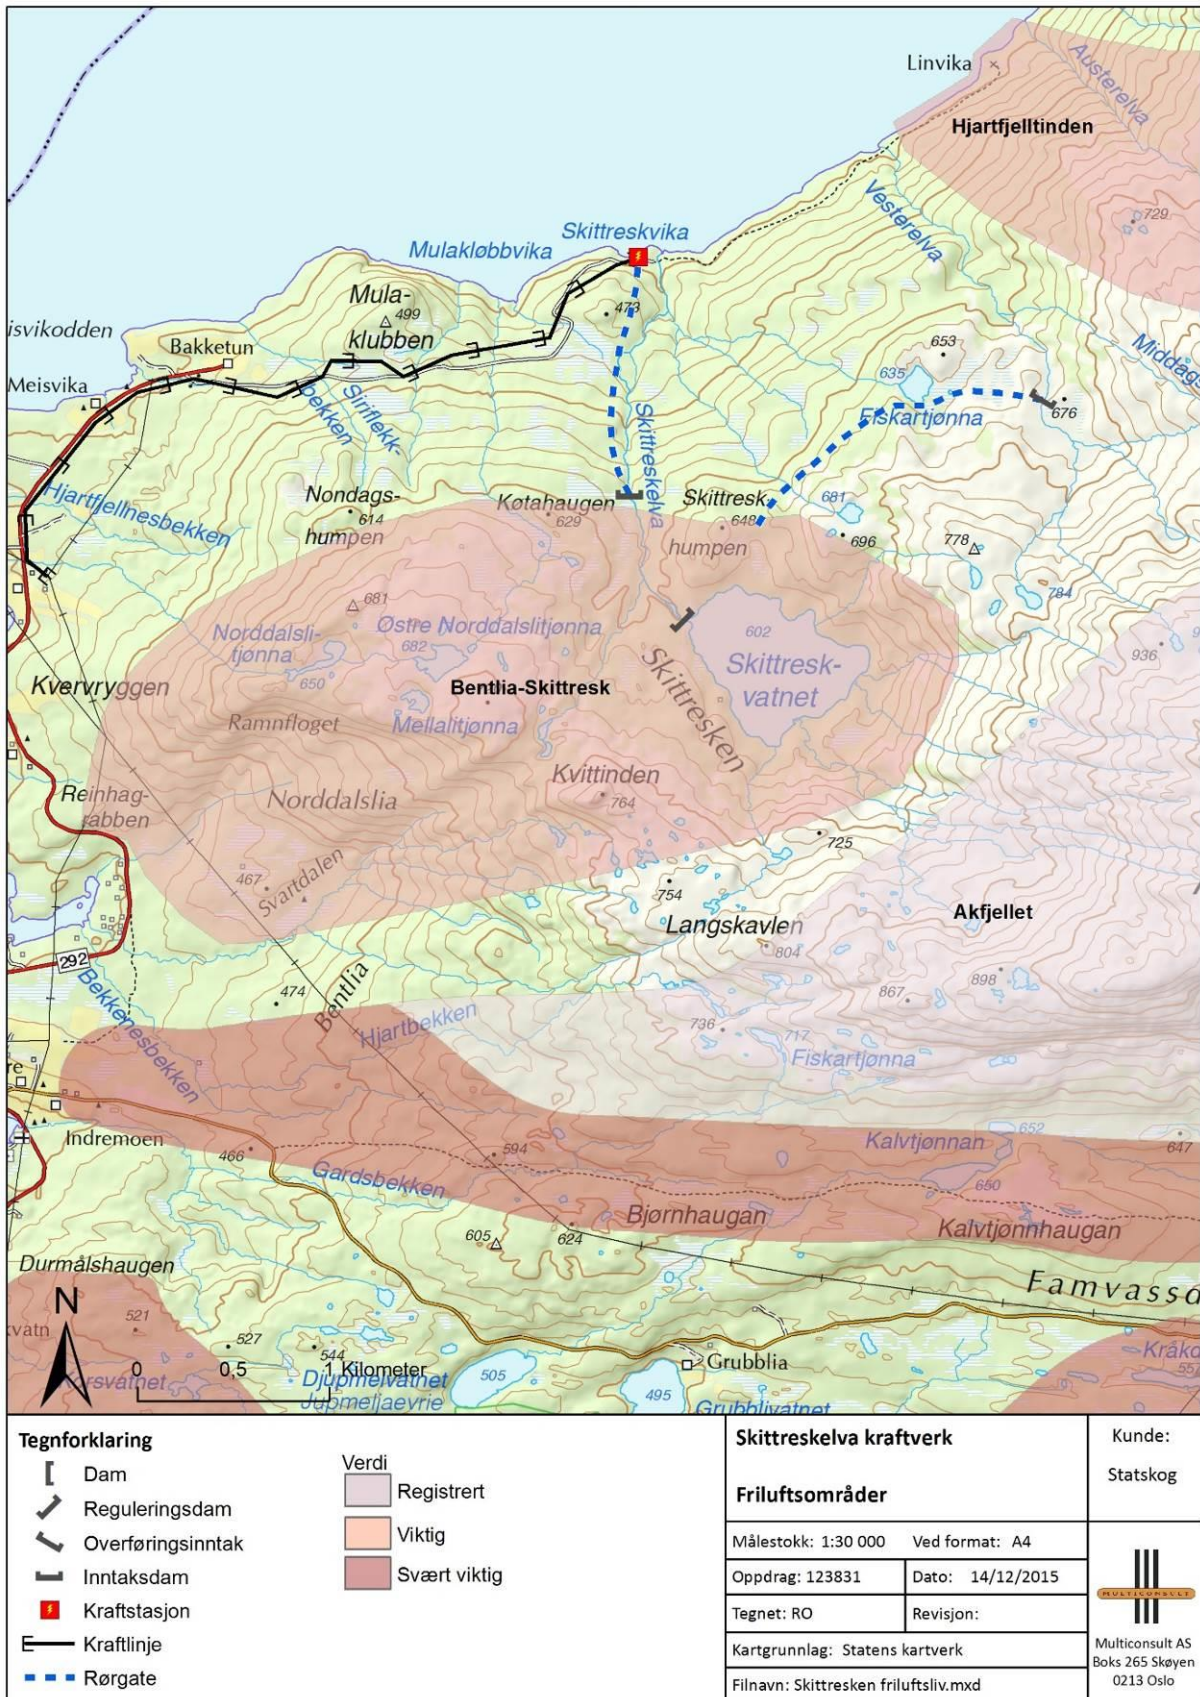 Linvika
Austerelva
Hjartfjelltinden
Vesterelva
729
Skittreskvika
Mulakløbbvika
Mula-
klubben
499
473
isvikodden
Bakketun
Meisvika
Siriflekk-
bekken
Skittreskelva
653
635
Fiskartjønna
676
Hjartfjellnesbekken
Nondags-
humpen
614
Kotahaugen
629
Skittresk
humpen
648
681
696
778
784
681
Norddalsli-
tjønna
650
Østre Norddalslitjønna
682
602
Skittresk-
vatnet
936
Kvervryggen
Bentlia-Skittresk
Mellalitjønna
Ramnfloget
Skittresken
Kvittinden
764
Reinhag-
rabben
Norddalslia
467
Svartdalen
725
754
Langskavlen
804
Akfjellet
292
474
Bentlia
898
867
Bekkenesbekken
Hjartbekken
736
717
Fiskartjønna
re
Indremoen
652
Kalvtjønnan
647
466
594
650
Gardsbekken
Bjørnhaugan
Kalvtjønnhaugan
605
624
Durmålshaugen
Famvassd
N
521
527
544
0 0,5 1 Kilometer
Djupmelvatnet
Jupmeljaevrie
505
495
Grubblia
Grubblivatnet
Tegnforklaring
Dam
Reguleringsdam
Overføringsinntak
Inntaksdam
Kraftstasjon
Kraftlinje
Rørgate
Verdi
Registrert
Viktig
Svært viktig
Skittreskelva kraftverk
Friluftsområder
Målestokk: 1:30 000 Ved format: A4
Oppdrag: 123831 Dato: 14/12/2015
Tegnet: RO Revisjon:
Kartgrunnlag: Statens kartverk
Filnavn: Skittresken friluftsliv.mxd
Kunde:
Statskog
MULTICONSULT
Multiconsult AS
Boks 265 Skøyen
0213 Oslo